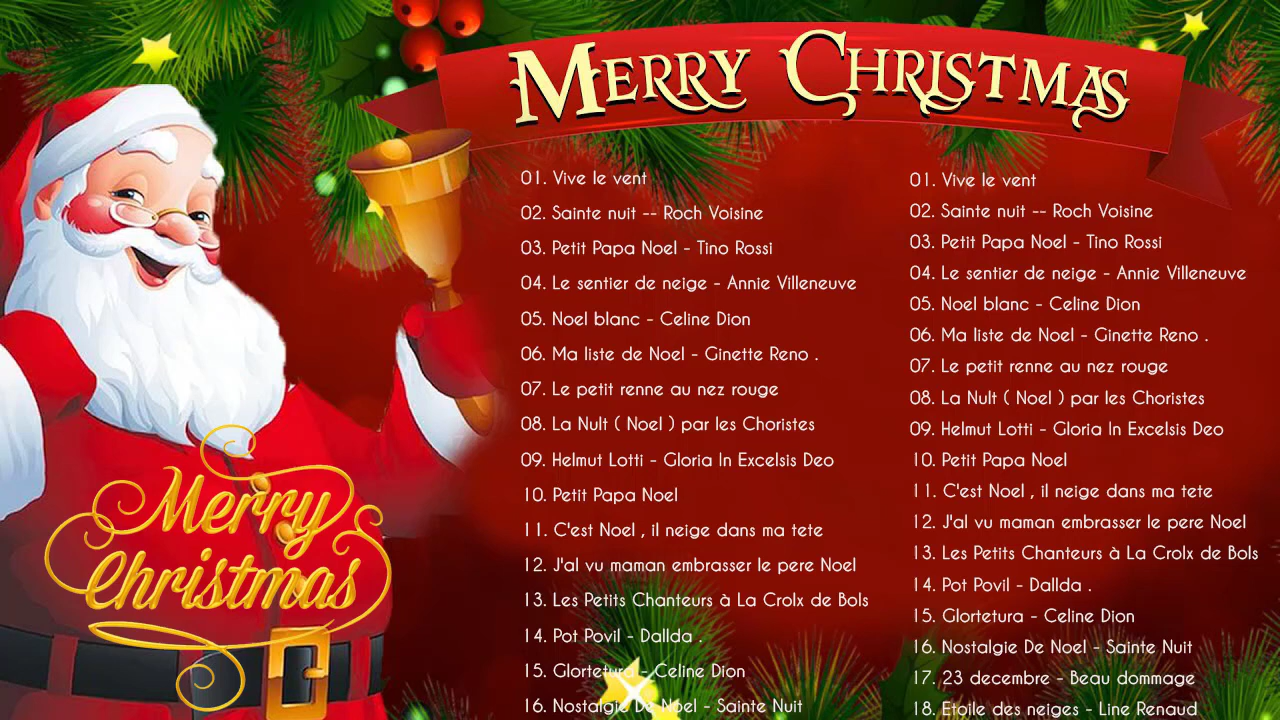 MERRY CHRISTMAS
01. Vive le vent
02. Sainte nuit -- Roch Voisine
03. Petit Papa Noel - Tino Rossi
04. Le sentier de neige - Annie Villeneuve
05. Noel blanc - Celine Dion
06. Ma liste de Noel - Ginette Reno .
07. Le petit renne au nez rouge
08. La Nult ( Noel ) par les Choristes
09. Helmut Lotti - Gloria In Excelsis Deo
10. Petit Papa Noel
11. C'est Noel , il neige dans ma tete
12. J'al vu maman embrasser le pere Noel
13. Les Petits Chanteurs à La Crolx de Bols
14. Pot Povil - Dallda .
15. Glortetura - Celine Dion
16. Nostalgie De Noel - Sainte Nuit
01. Vive le vent
02. Sainte nuit -- Roch Voisine
03. Petit Papa Noel - Tino Rossi
04. Le sentier de neige - Annie Villeneuve
05. Noel blanc - Celine Dion
06. Ma liste de Noel - Ginette Reno .
07. Le petit renne au nez rouge
08. La Nult ( Noel ) par les Choristes
09. Helmut Lotti - Gloria In Excelsis Deo
10. Petit Papa Noel
11. C'est Noel , il neige dans ma tete
12. J'al vu maman embrasser le pere Noel
13. Les Petits Chanteurs à La Crolx de Bols
14. Pot Povil - Dallda .
15. Glortetura - Celine Dion
16. Nostalgie De Noel - Sainte Nuit
17. 23 decembre - Beau dommage
18. Etoile des neiges - Line Renaud
Merry
Christmas